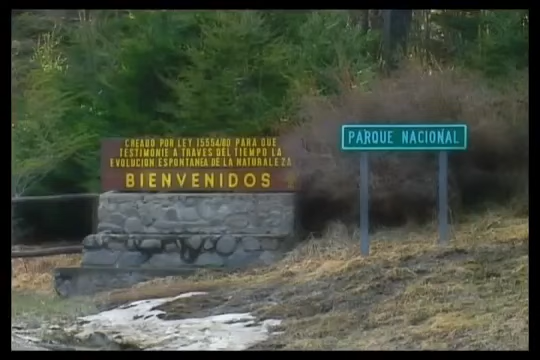 CREADO POR LEY 15554/60 PARA QUE
TESTIMONIE A TRAVES DEL TIEMPO LA
EVOLUCION ESPONTANEA DE LA NATURALEZA
BIENVENIDOS
PARQUE NACIONAL